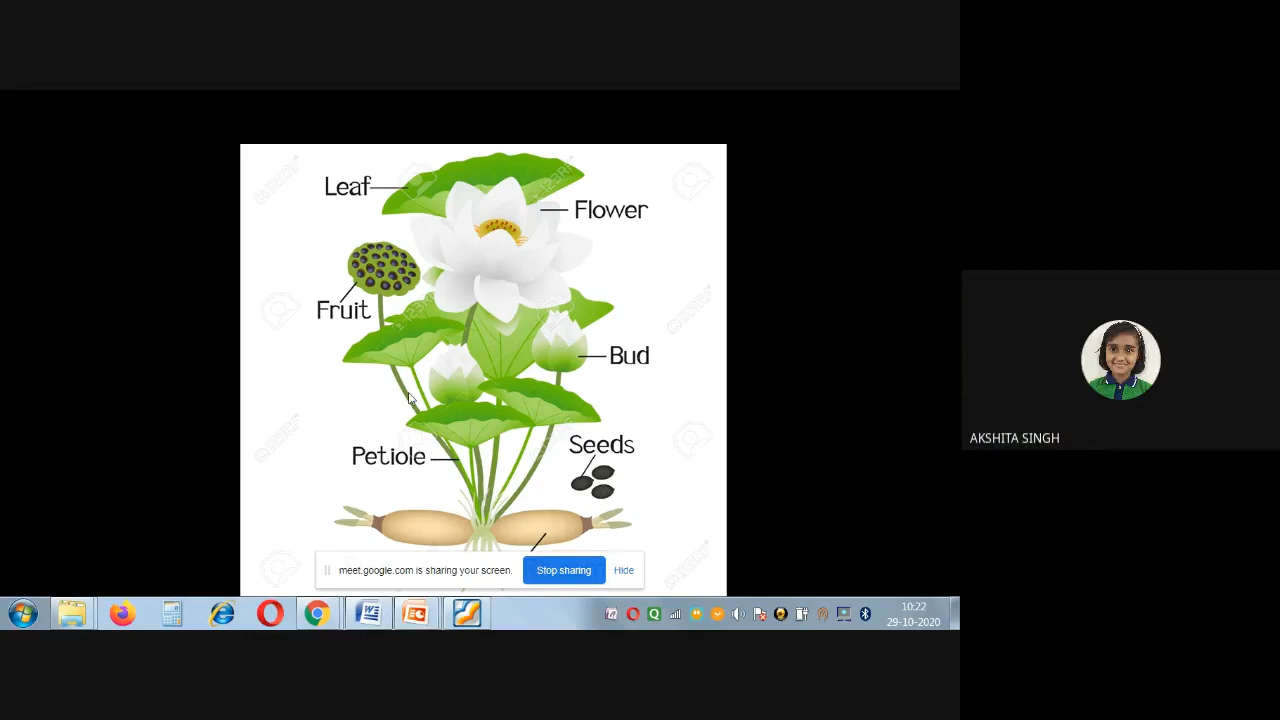 Leaf
Flower
Fruit
Bud
Petiole
Seeds
meet.google.com is sharing your screen.
Stop sharing
Hide
10:22
29-10-2020
AKSHITA SINGH